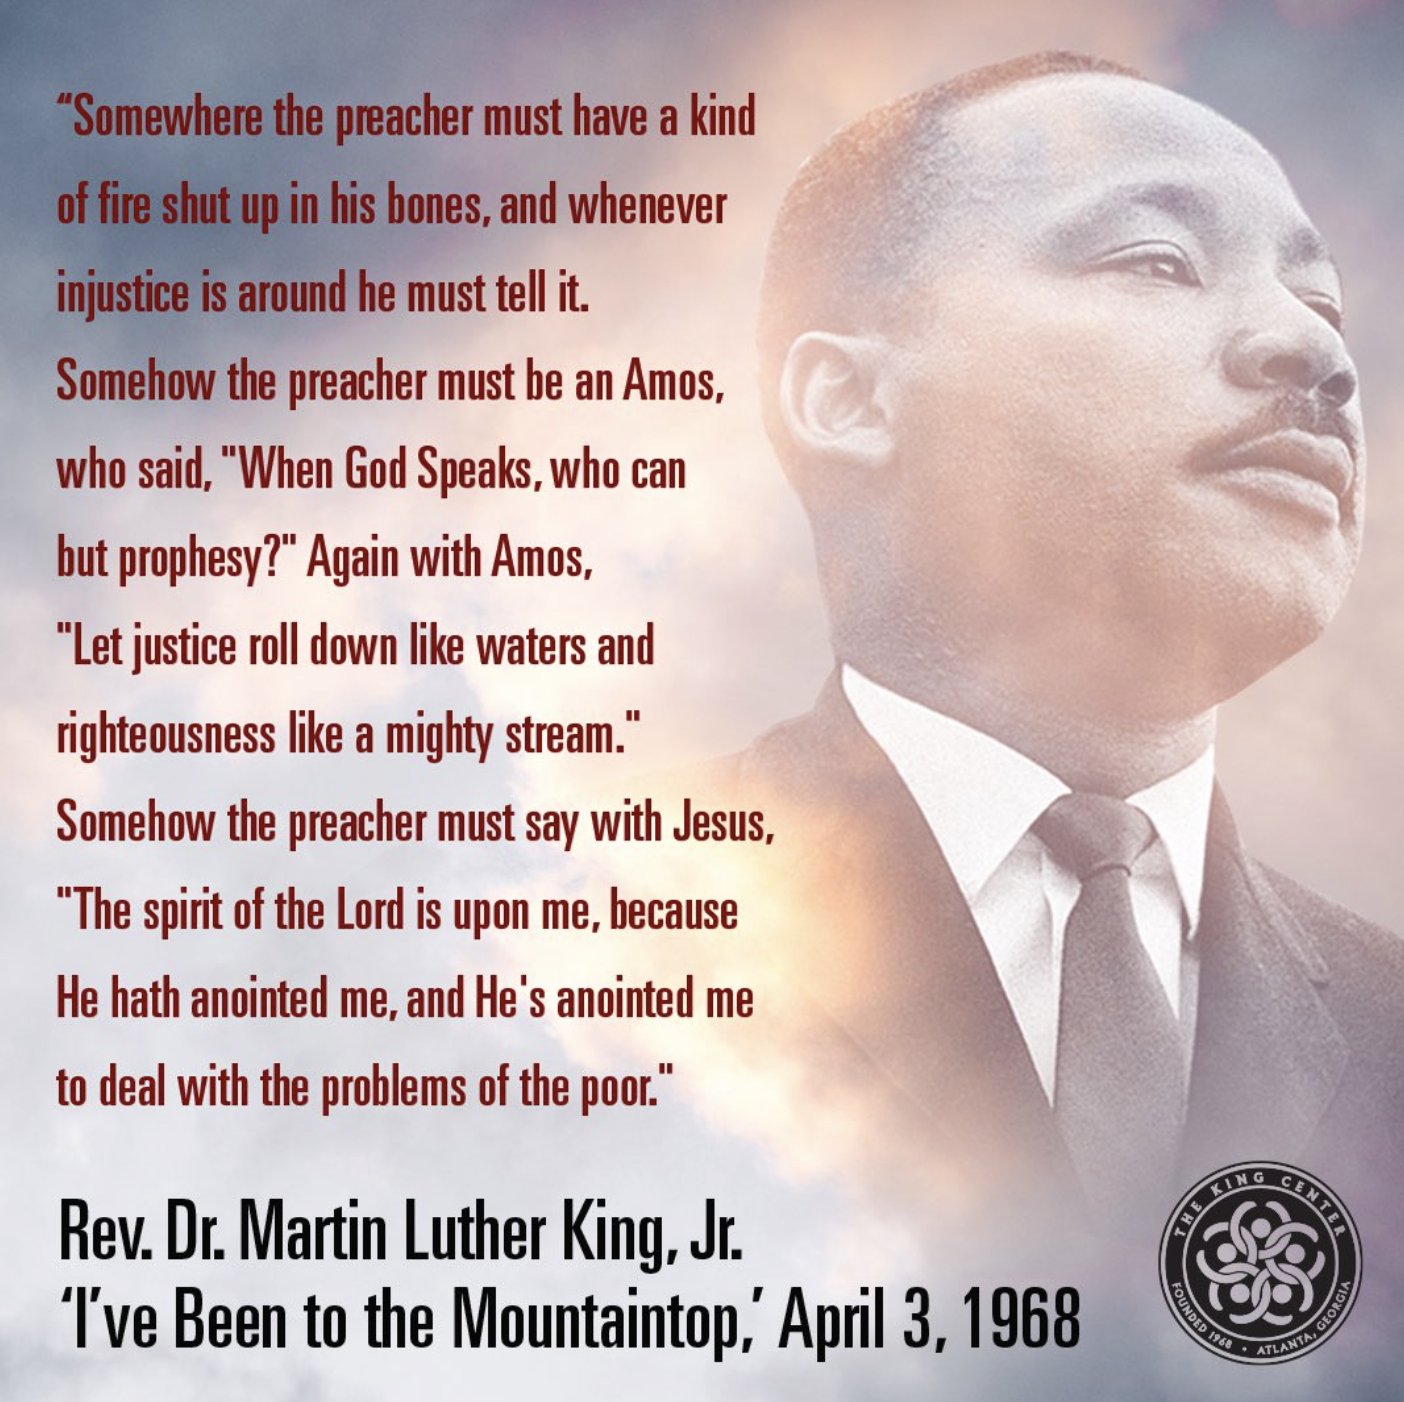 “Somewhere the preacher must have a kind
of fire shut up in his bones, and whenever
injustice is around he must tell it.
Somehow the preacher must be an Amos,
who said, "When God Speaks, who can
but prophesy?" Again with Amos,
"Let justice roll down like waters and
righteousness like a mighty stream."
Somehow the preacher must say with Jesus,
"The spirit of the Lord is upon me, because
He hath anointed me, and He's anointed me
to deal with the problems of the poor."
Rev. Dr. Martin Luther King, Jr.
‘I’ve Been to the Mountaintop,’ April 3, 1968
THE KING CENTER
FOUNDED 1968 • ATLANTA, GEORGIA